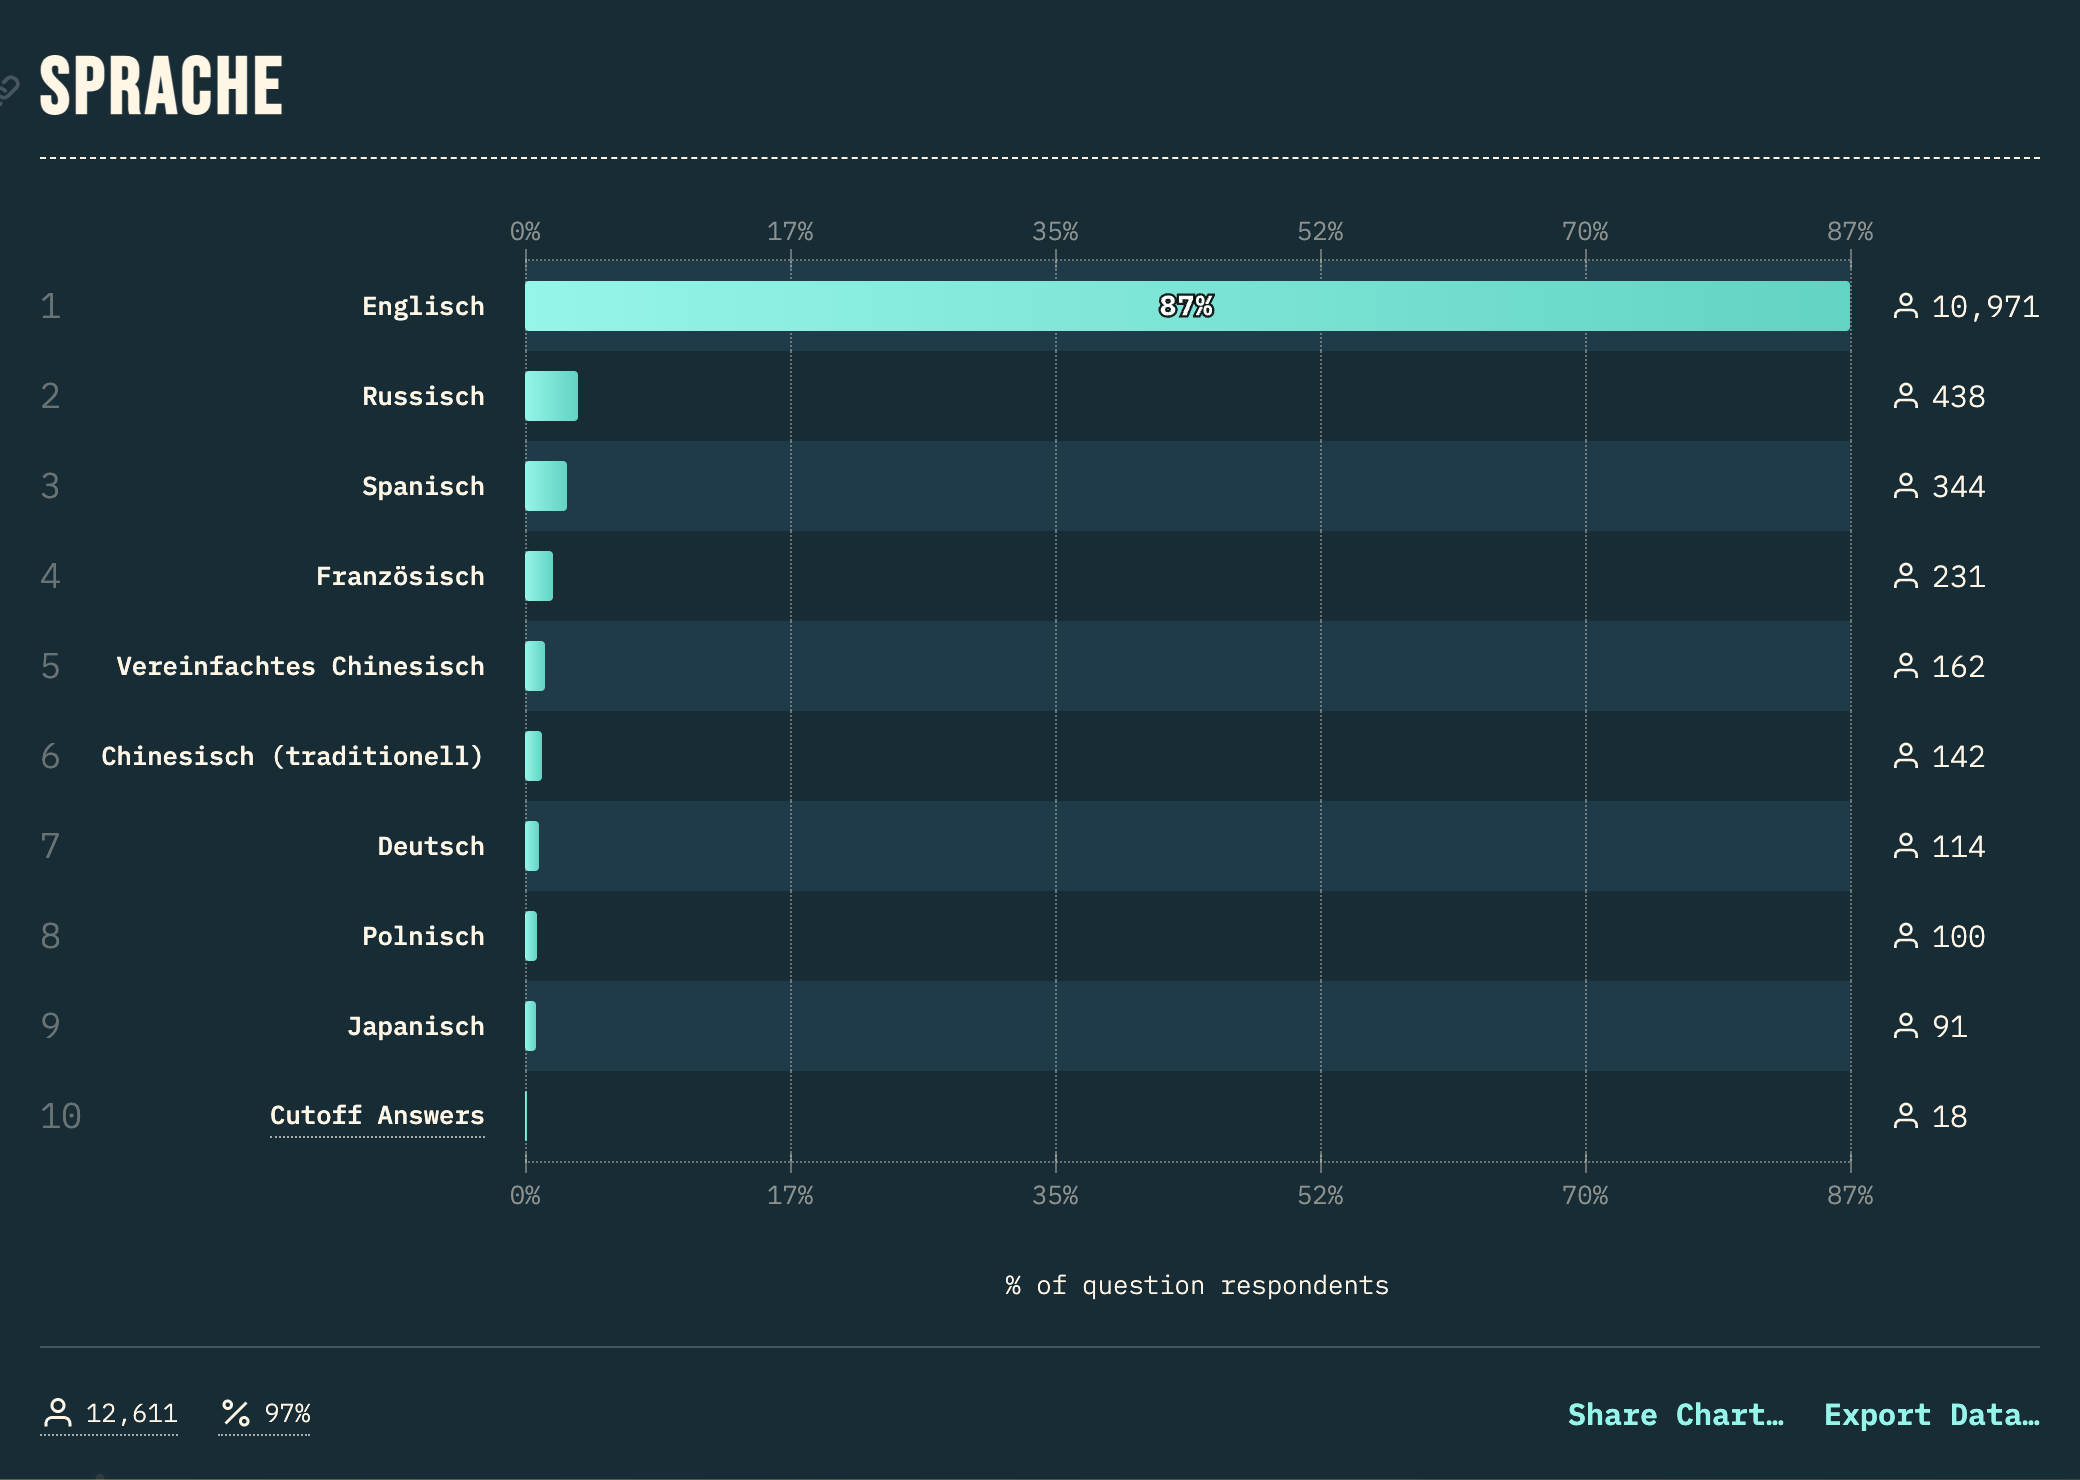 SPRACHE
0% 17% 35% 52% 70% 87%
1 Englisch 87% 10,971
2 Russisch 438
3 Spanisch 344
4 Französisch 231
5 Vereinfachtes Chinesisch 162
6 Chinesisch (traditionell) 142
7 Deutsch 114
8 Polnisch 100
9 Japanisch 91
10 Cutoff Answers 18
0% 17% 35% 52% 70% 87%
% of question respondents
12,611 % 97% Share Chart… Export Data…